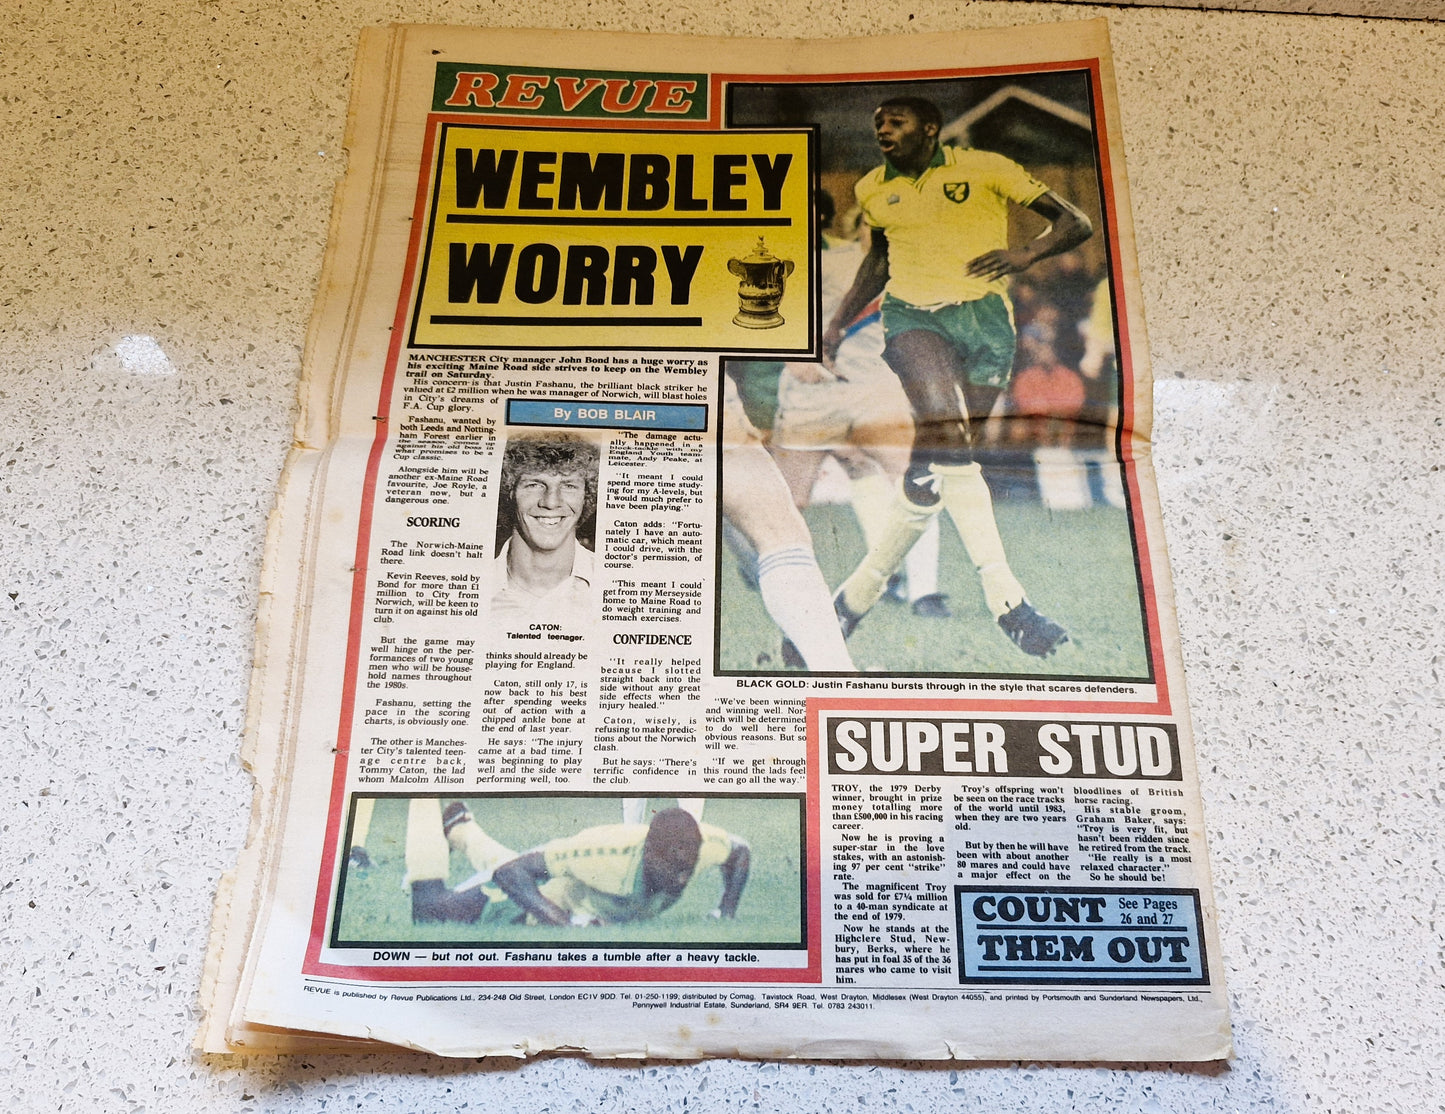 REVUE
WEMBLEY
WORRY
MANCHESTER City manager John Bond has a huge worry as
his exciting Maine Road side strives to keep on the Wembley
trail on Saturday.
His concern is that Justin Fashanu, the brilliant black striker he
valued at £2 million when he was manager of Norwich, will blast holes
in City's dreams of
F.A. Cup glory.
By BOB BLAIR
Fashanu, wanted by
both Leeds and Notting-
ham Forest earlier in
the season, comes up
against his old boss in
what promises to be a
Cup classic.
Alongside him will be
another ex-Maine Road
favourite, Joe Royle, a
veteran now, but a
dangerous one.
SCORING
The Norwich-Maine
Road link doesn't halt
there.
Kevin Reeves, sold by
Bond for more than £1
million to City from
Norwich, will be keen to
turn it on against his old
club.
But the game may
well hinge on the per-
formances of two young
men who will be house-
hold names throughout
the 1980s.
Fashanu, setting the
pace in the scoring
charts, is obviously one.
The other is Manches-
ter City's talented teen-
age centre back,
Tommy Caton, the lad
whom Malcolm Allison
CATON:
Talented teenager.
thinks should already be
playing for England.
Caton, still only 17, is
now back to his best
after spending weeks
out of action with a
chipped ankle bone at
the end of last year.
He says: "The injury
came at a bad time. I
was beginning to play
well and the side were
performing well, too.
"The damage actu-
ally happened in a
block-tackle with my
England Youth team-
mate, Andy Peake, at
Leicester.
"It meant I could
spend more time study-
ing for my A-levels, but
I would much prefer to
have been playing."
Caton adds: "Fortu-
nately I have an auto-
matic car, which meant
I could drive, with the
doctor's permission, of
course.
"This meant I could
get from my Merseyside
home to Maine Road to
do weight training and
stomach exercises.
CONFIDENCE
"It really helped
because I slotted
straight back into the
side without any great
side effects when the
injury healed."
Caton, wisely, is
refusing to make predic-
tions about the Norwich
clash.
But he says: "There's
terrific confidence in
the club.
"We've been winning
and winning well. Nor-
wich will be determined
to do well here for
obvious reasons. But so
will we.
"If we get through
this round the lads feel
we can go all the way."
BLACK GOLD: Justin Fashanu bursts through in the style that scares defenders.
DOWN — but not out. Fashanu takes a tumble after a heavy tackle.
SUPER STUD
TROY, the 1979 Derby
winner, brought in prize
money totalling more
than £500,000 in his racing
career.
Now he is proving a
super-star in the love
stakes, with an astonish-
ing 97 per cent "strike"
rate.
The magnificent Troy
was sold for £7¼ million
to a 40-man syndicate at
the end of 1979.
Now he stands at the
Highclere Stud, New-
bury, Berks, where he
has put in foal 35 of the 36
mares who came to visit
him.
Troy's offspring won't
be seen on the race tracks
of the world until 1983,
when they are two years
old.
But by then he will have
been with about another
80 mares and could have
a major effect on the
bloodlines of British
horse racing.
His stable groom,
Graham Baker, says:
"Troy is very fit, but
hasn't been ridden since
he retired from the track.
"He really is a most
relaxed character."
So he should be!
COUNT
See Pages
26 and 27
THEM OUT
REVUE is published by Revue Publications Ltd., 234-248 Old Street, London EC1V 9DD. Tel. 01-250-1199, distributed by Comag, Tavistock Road, West Drayton, Middlesex (West Drayton 44055), and printed by Portsmouth and Sunderland Newspapers, Ltd.,
Pennywell Industrial Estate, Sunderland, SR4 9ER. Tel. 0783 243011.